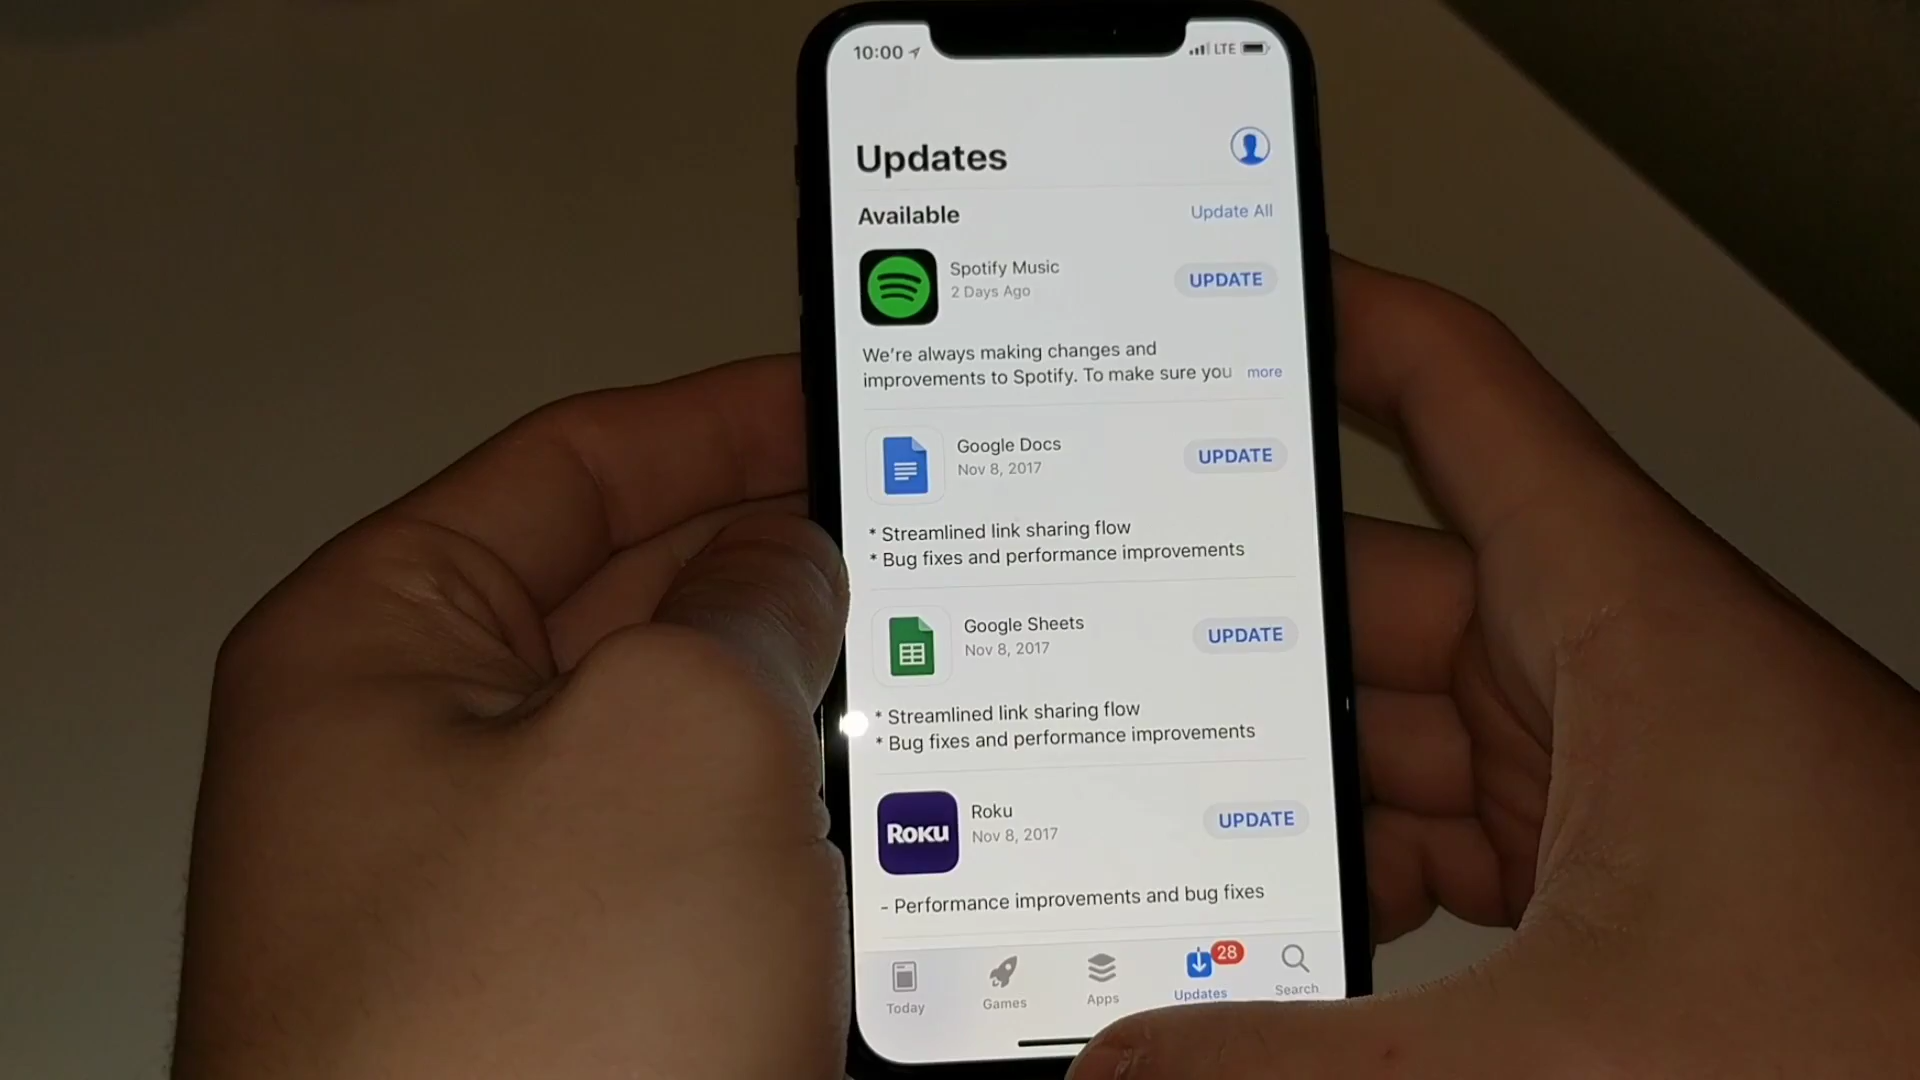 10:00
LTE
Updates
Available
Update All
Spotify Music
UPDATE
2 Days Ago
We're always making changes and
improvements to Spotify. To make sure you more
Google Docs
UPDATE
Nov 8, 2017
* Streamlined link sharing flow
* Bug fixes and performance improvements
Google Sheets
UPDATE
Nov 8, 2017
* Streamlined link sharing flow
* Bug fixes and performance improvements
ROKU
Roku
UPDATE
Nov 8, 2017
- Performance improvements and bug fixes
28
Today
Games
Apps
Updates
Search